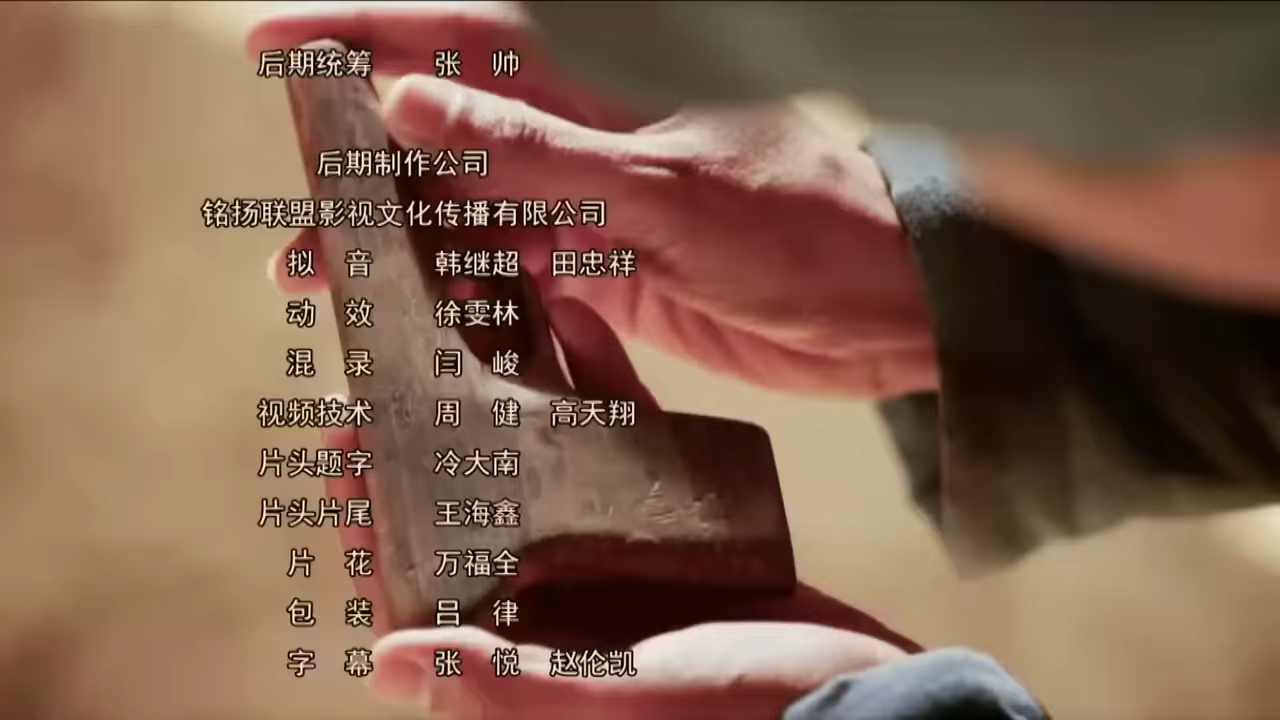 后期统筹 张 帅
后期制作公司
铭扬联盟影视文化传播有限公司
拟 音 韩继超 田忠祥
动 效 徐雯林
混 录 闫 峻
视频技术 周 健 高天翔
片头题字 冷大南
片头片尾 王海鑫
片 花 万福全
包 装 吕 律
字 幕 张 悦 赵伦凯